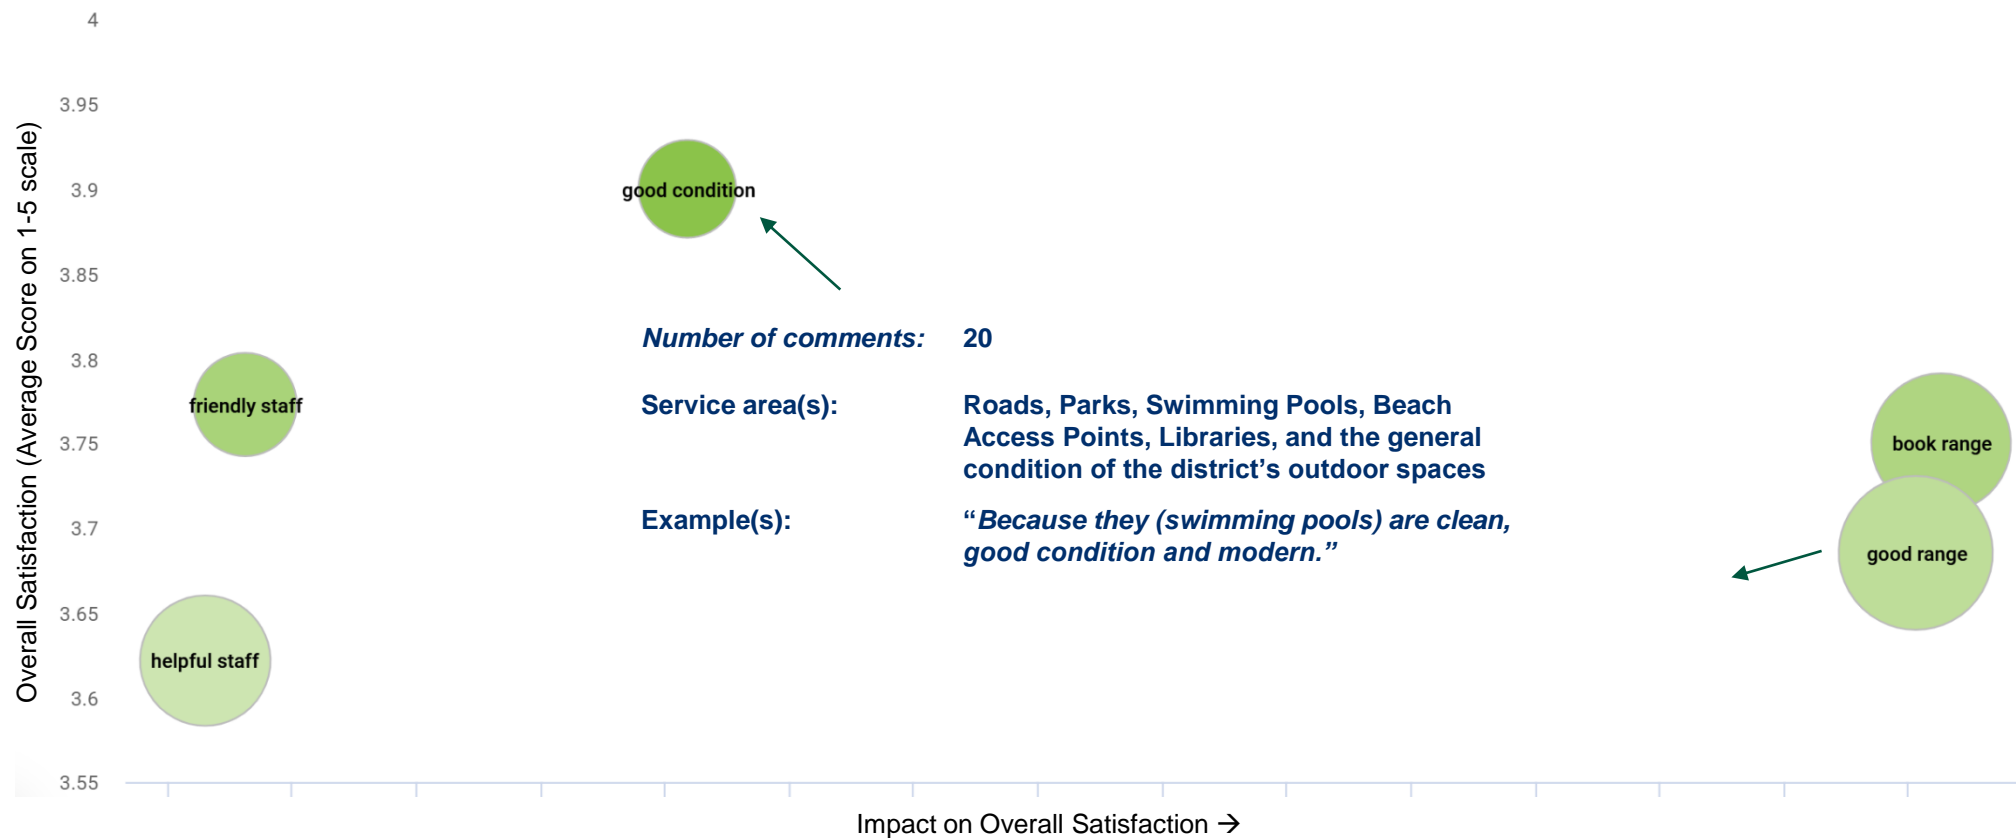 4
3.95
3.9
3.85
3.8
3.75
3.7
3.65
3.6
3.55
Overall Satisfaction (Average Score on 1-5 scale)
good condition
friendly staff
helpful staff
book range
good range
Number of comments: 20
Service area(s): Roads, Parks, Swimming Pools, Beach
Access Points, Libraries, and the general
condition of the district’s outdoor spaces
Example(s): “Because they (swimming pools) are clean,
good condition and modern.”
Impact on Overall Satisfaction →